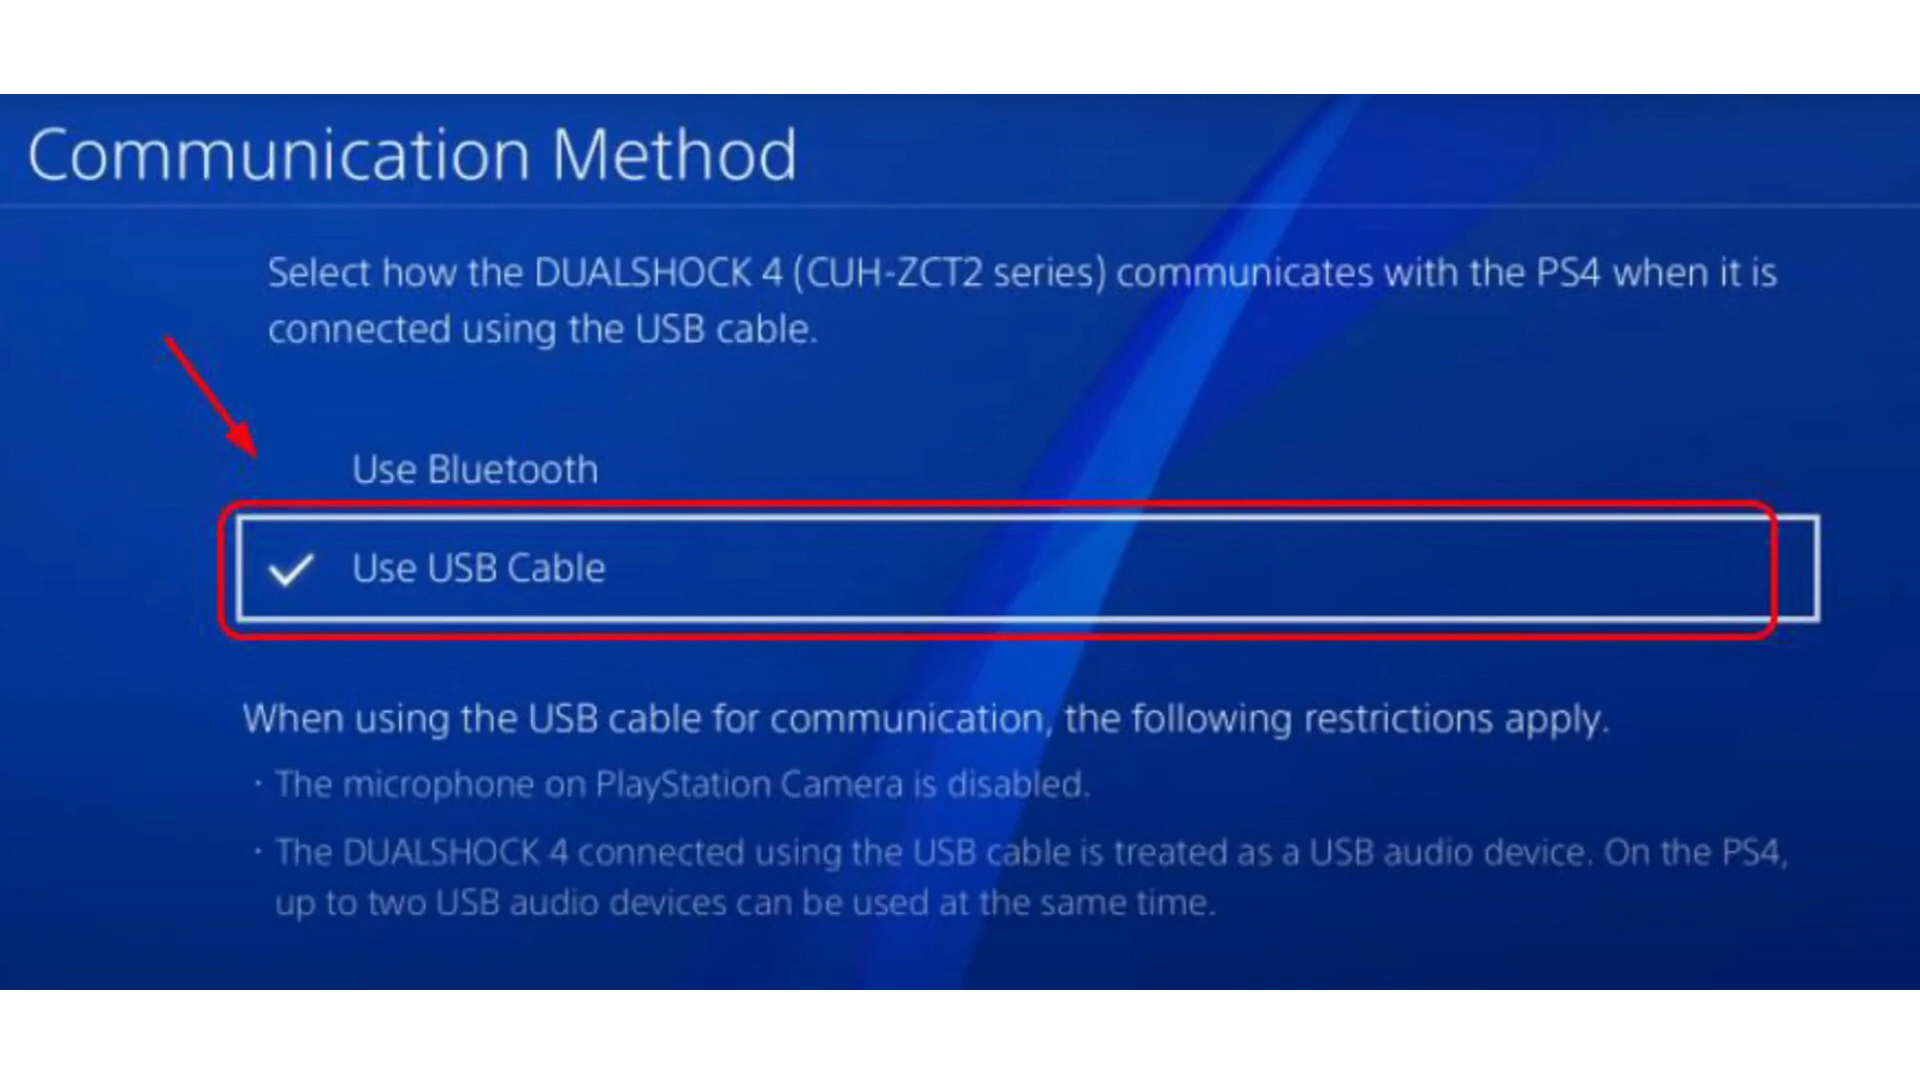 Communication Method
Select how the DUALSHOCK 4 (CUH-ZCT2 series) communicates with the PS4 when it is
connected using the USB cable.
Use Bluetooth
Use USB Cable
When using the USB cable for communication, the following restrictions apply.
· The microphone on PlayStation Camera is disabled.
· The DUALSHOCK 4 connected using the USB cable is treated as a USB audio device. On the PS4,
up to two USB audio devices can be used at the same time.